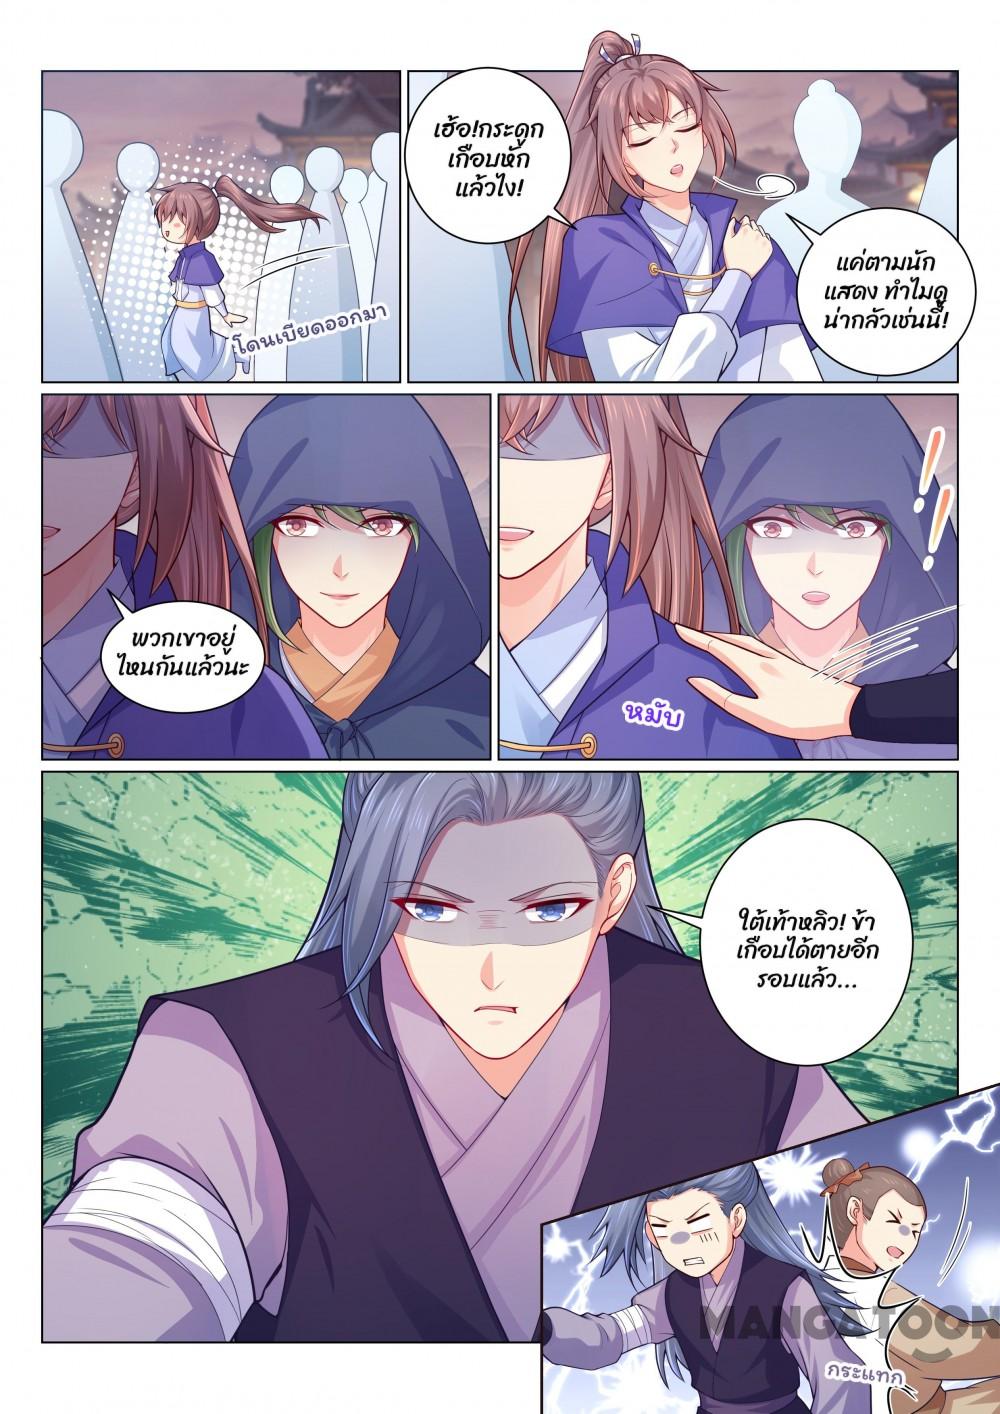 เฮ้อ!กระดูก
เกือบหัก
แล้วไง!
แค่ตามนัก
แสดง ทำไมดู
น่ากลัวเช่นนี้!
โดนเบียดออกมา
พวกเขาอยู่
ไหนกันแล้วนะ
หมับ
ใต้เท้าหลิว! ข้า
เกือบได้ตายอีก
รอบแล้ว...
MANGATOON
กระแทก